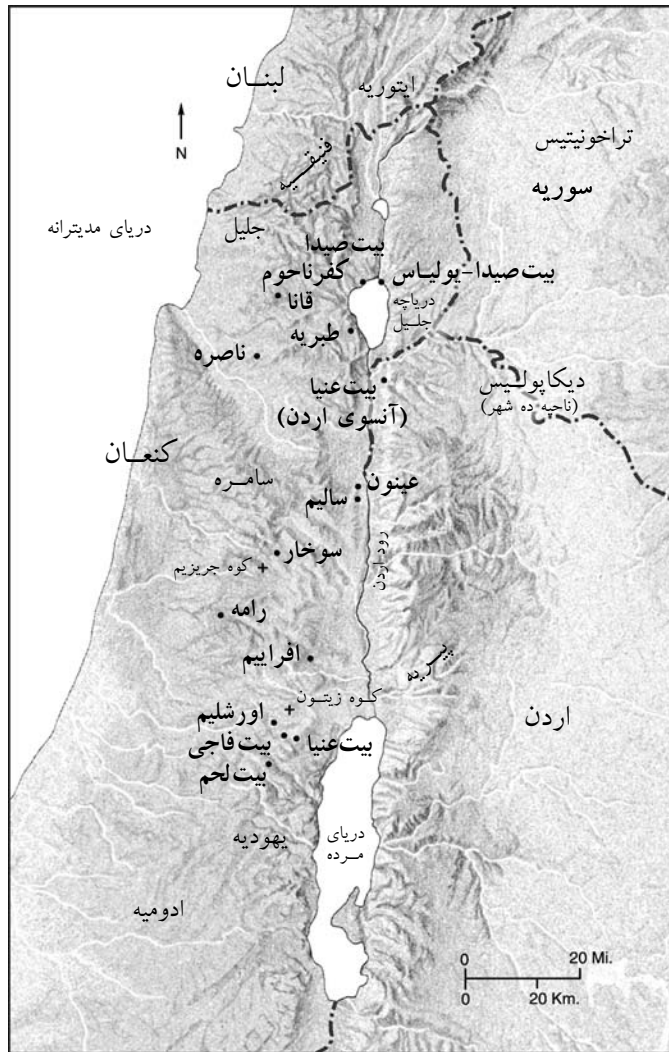 لبنان
ایتوریه
N
تراخونیتیس
فینیقیه
سوریه
جلیل
دریای مدیترانه
بیت‌صیدا
بیت‌صیدا-یولیاس
کفرناحوم
قانا
دریاچه
جلیل
طبریه
ناصره
دیکاپولیس
(ناحیه ده شهر)
بیت‌عنیا
(آنسوی اردن)
کنعان
سامره
عینون
سالیم
سوخار
رود اردن
کوه جریزیم
رامه
افراییم
پیریه
کوه زیتون
اورشلیم
اردن
بیت‌فاجی
بیت‌عنیا
بیت‌لحم
یهودیه
دریای
مرده
ادومیه
0 20 Mi.
0 20 Km.